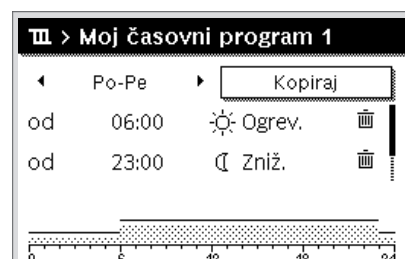 > Moj časovni program 1
Po-Pe Kopiraj
od 06:00 Ogrev.
od 23:00 Zniž.